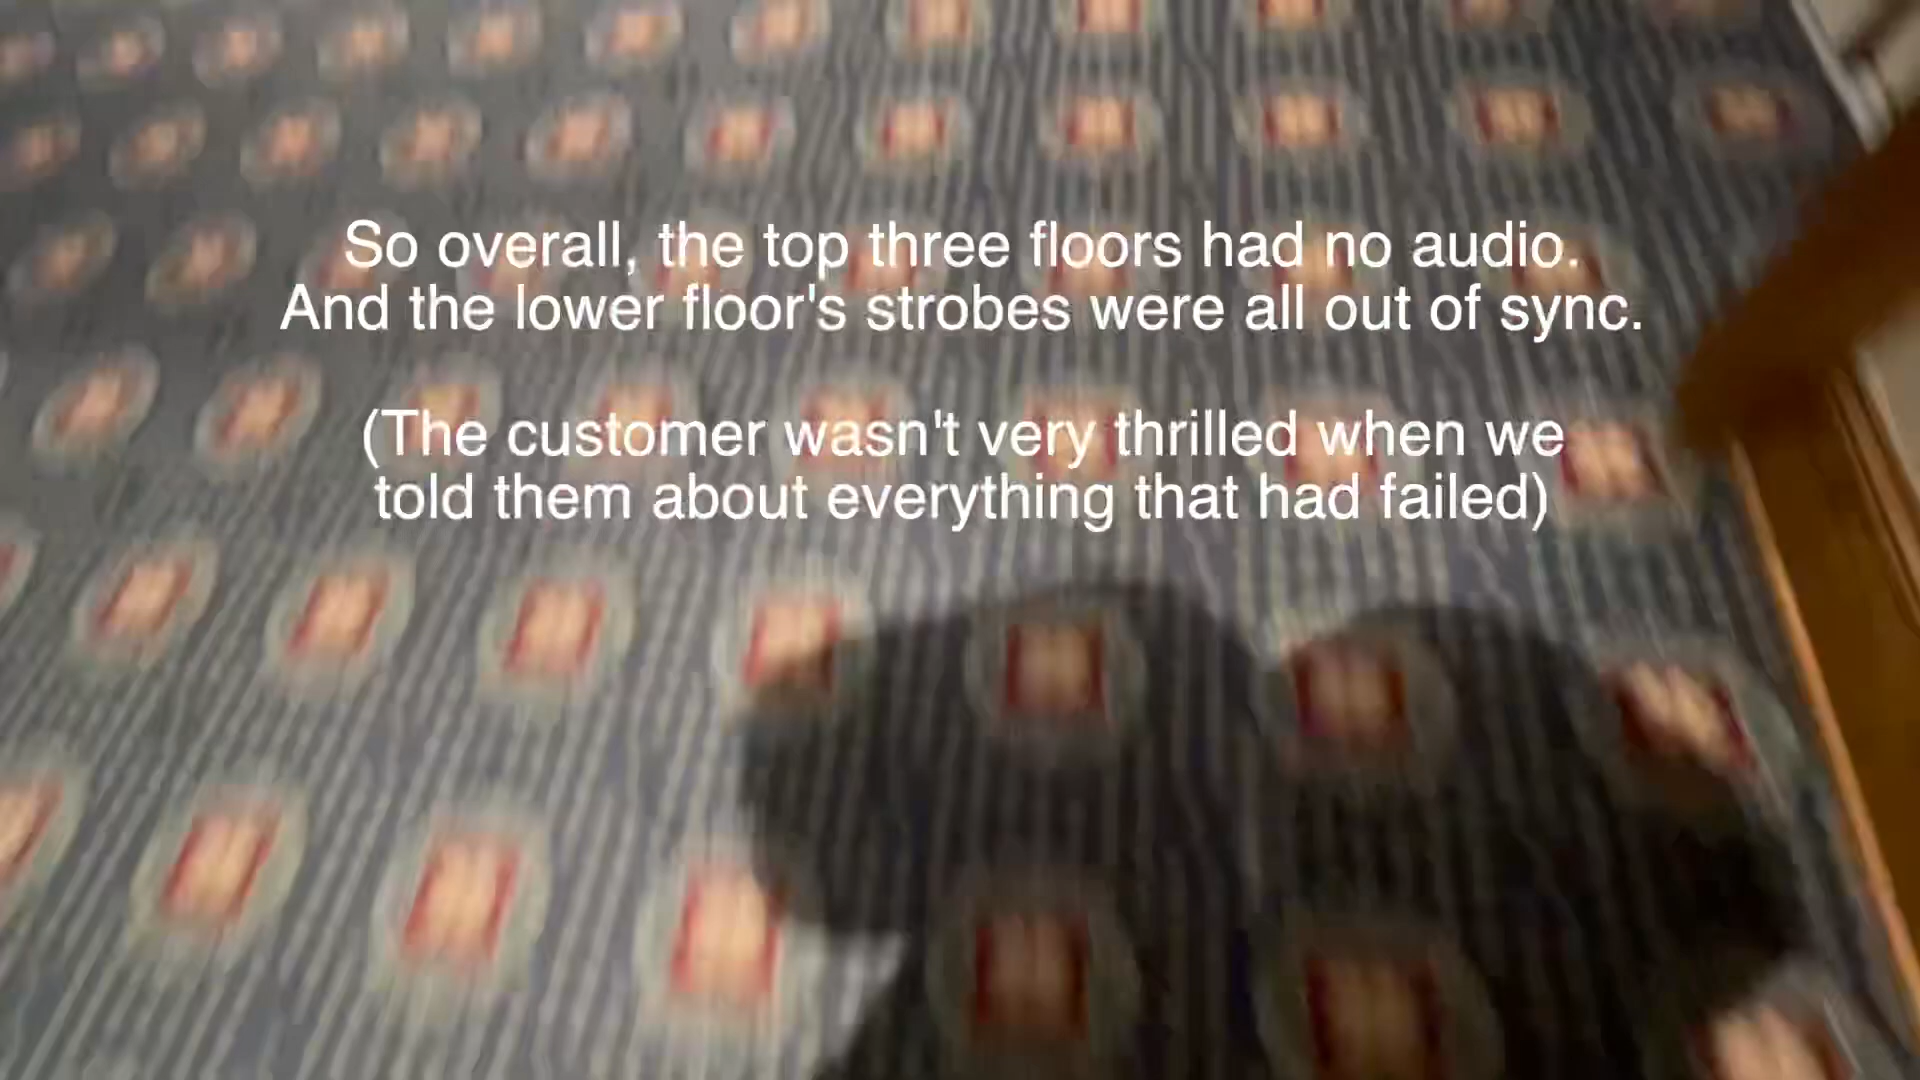 So overall, the top three floors had no audio.
And the lower floor's strobes were all out of sync.
(The customer wasn't very thrilled when we
told them about everything that had failed)